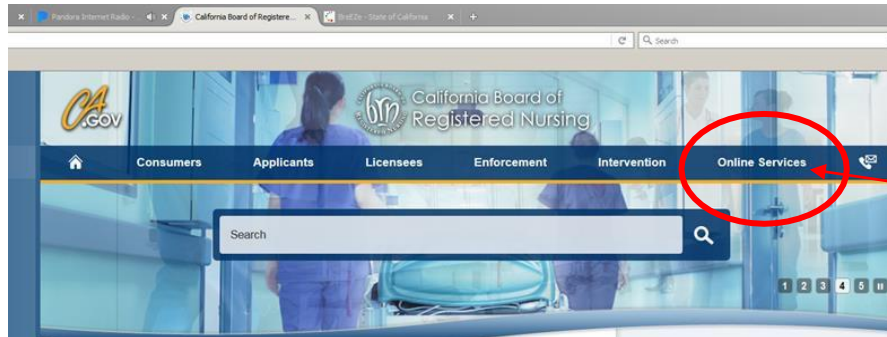 Pandora Internet Radio - ...
California Board of Registere...
BreEZe - State of California
Search
CA
.GOV
brn
California Board of
Registered Nursing
Consumers Applicants Licensees Enforcement Intervention Online Services
Search
1 2 3 4 5